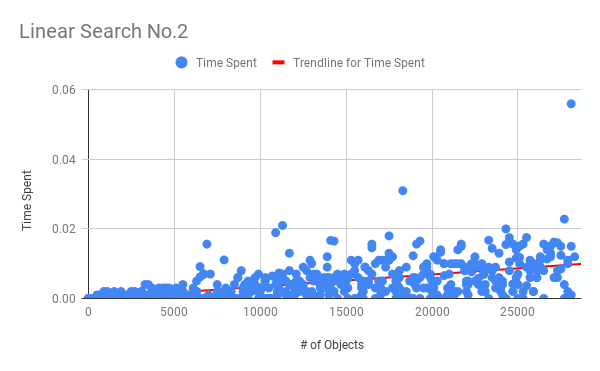 Linear Search No.2
Time Spent
Trendline for Time Spent
0.06
0.04
0.02
0.00
Time Spent
0
5000
10000
15000
20000
25000
# of Objects